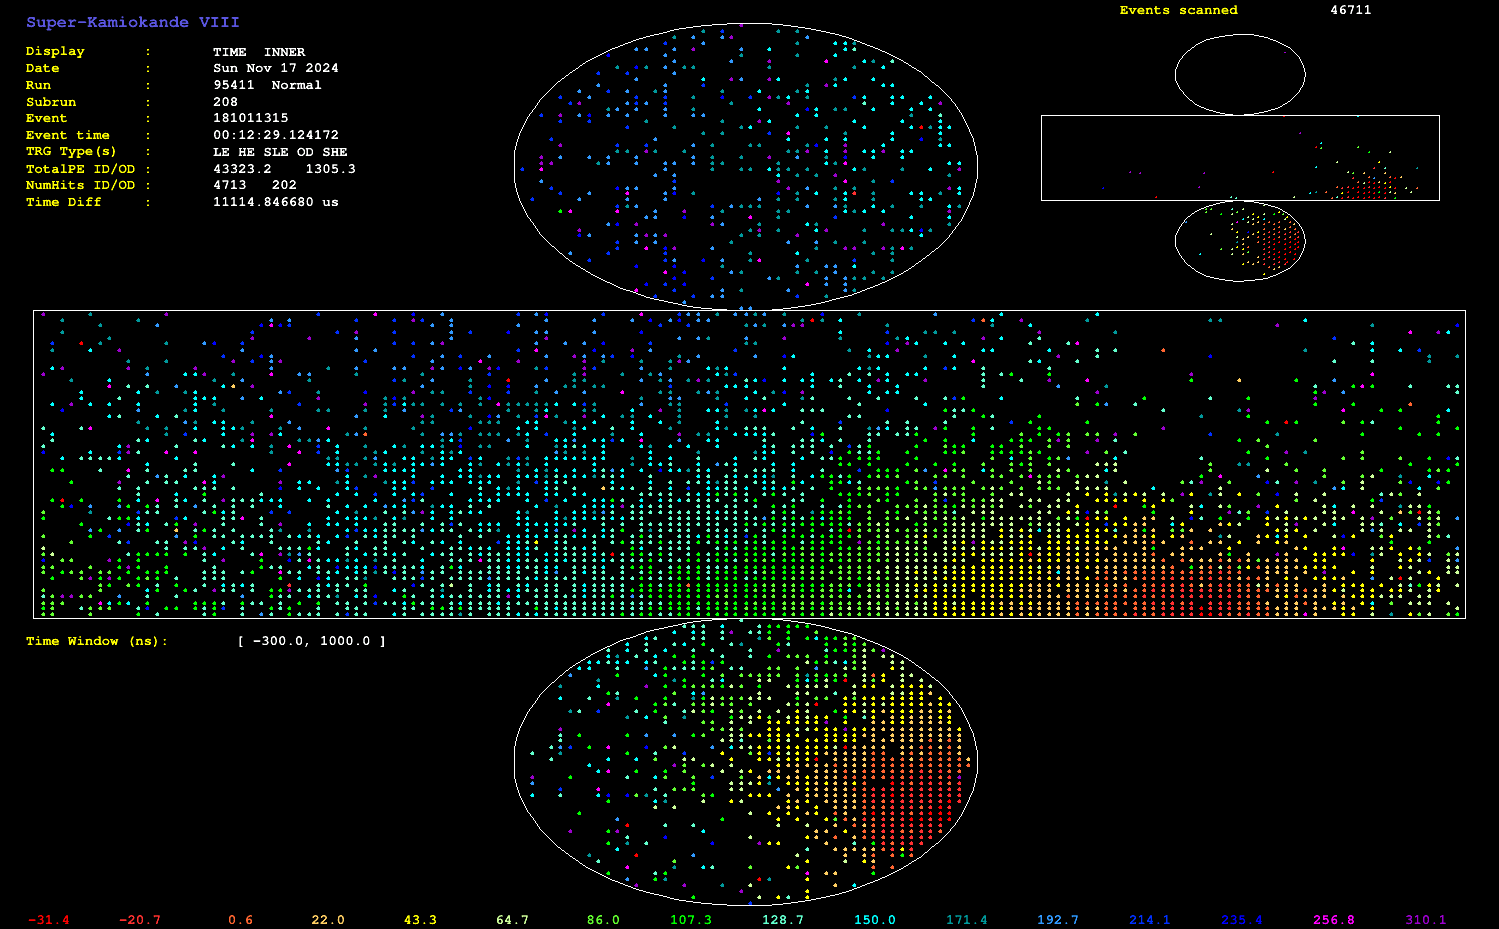 Super-Kamiokande VIII
Events scanned 46711
Display : TIME INNER
Date : Sun Nov 17 2024
Run : 95411 Normal
Subrun : 208
Event : 181011315
Event time : 00:12:29.124172
TRG Type(s) : LE HE SLE OD SHE
TotalPE ID/OD : 43323.2 1305.3
NumHits ID/OD : 4713 202
Time Diff : 11114.846680 us
Time Window (ns): [ -300.0, 1000.0 ]
-31.4 -20.7 0.6 22.0 43.3 64.7 86.0 107.3 128.7 150.0 171.4 192.7 214.1 235.4 256.8 310.1